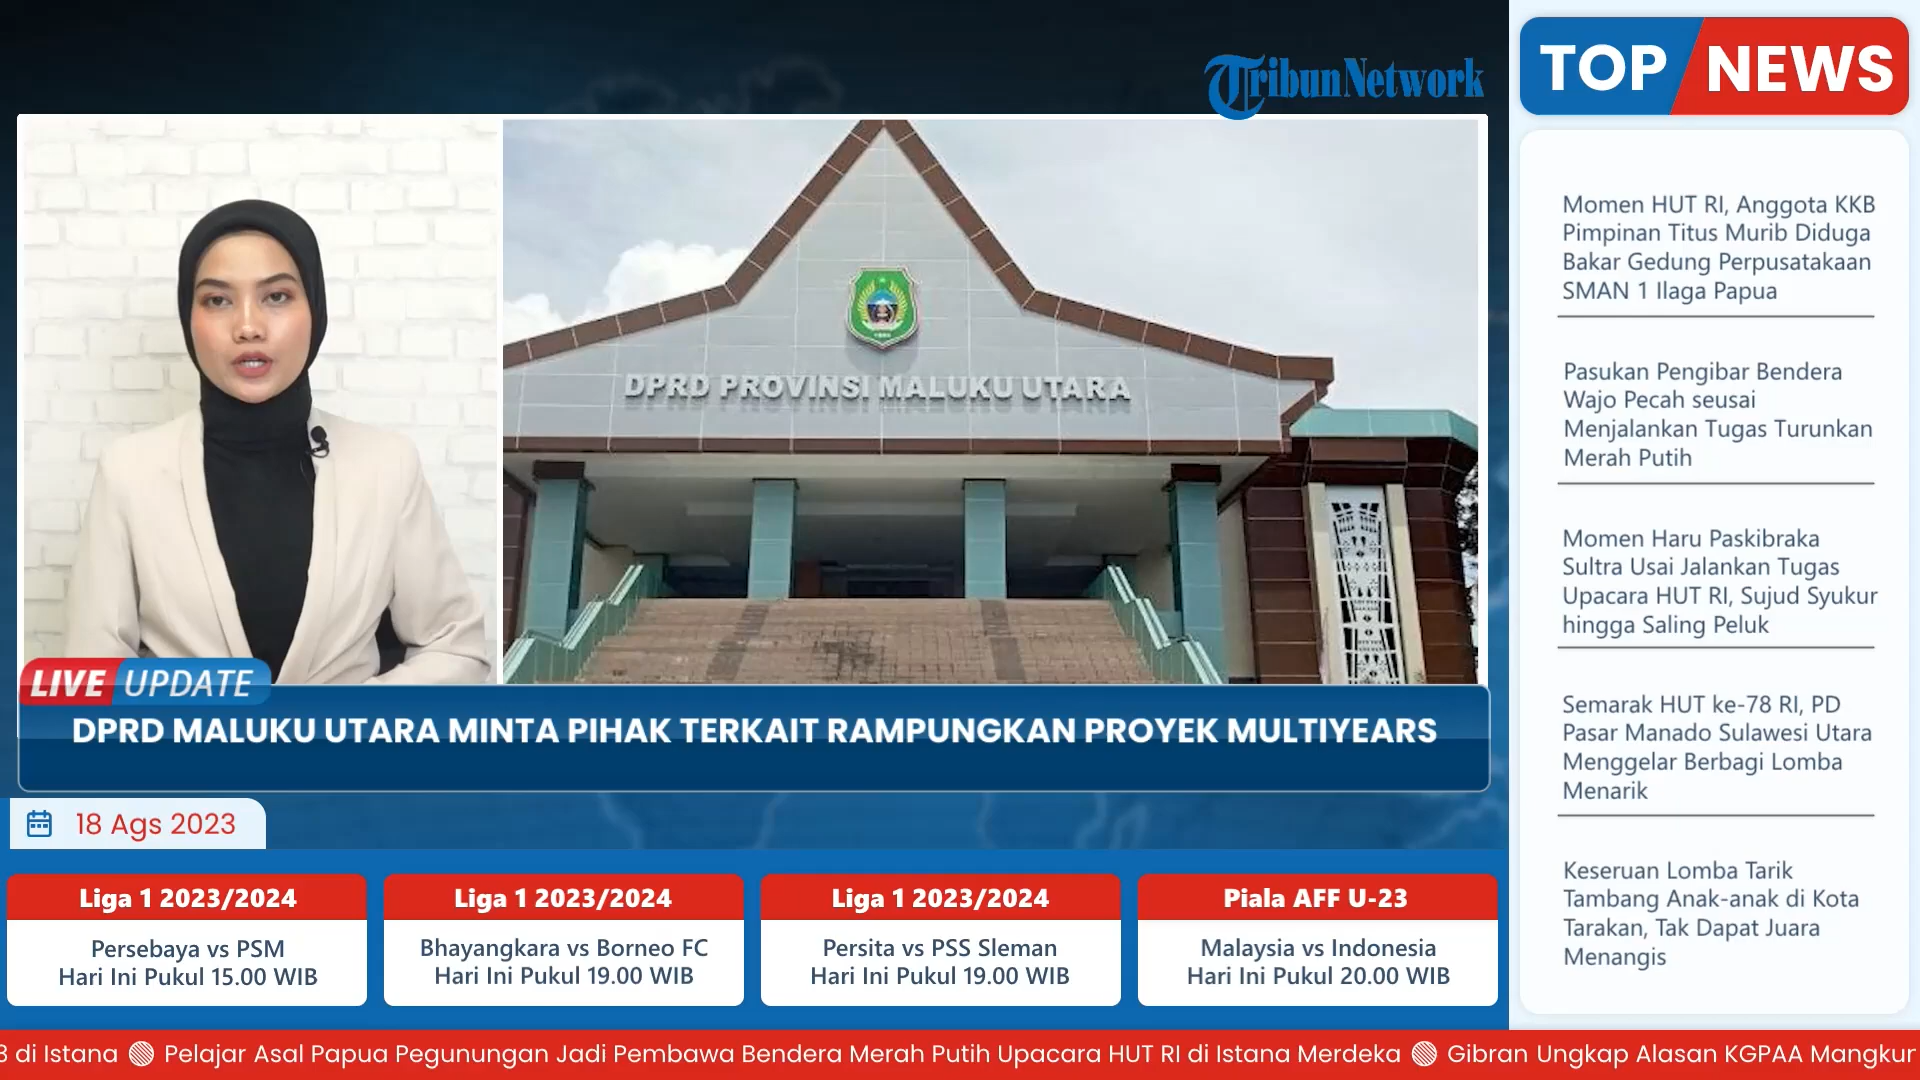 TribunNetwork
DPRD PROVINSI MALUKU UTARA
LIVE UPDATE
DPRD MALUKU UTARA MINTA PIHAK TERKAIT RAMPUNGKAN PROYEK MULTIYEARS
18 Ags 2023
Liga 1 2023/2024
Persebaya vs PSM
Hari Ini Pukul 15.00 WIB
Liga 1 2023/2024
Bhayangkara vs Borneo FC
Hari Ini Pukul 19.00 WIB
Liga 1 2023/2024
Persita vs PSS Sleman
Hari Ini Pukul 19.00 WIB
Piala AFF U-23
Malaysia vs Indonesia
Hari Ini Pukul 20.00 WIB
TOP NEWS
Momen HUT RI, Anggota KKB
Pimpinan Titus Murib Diduga
Bakar Gedung Perpusatakaan
SMAN 1 Ilaga Papua
Pasukan Pengibar Bendera
Wajo Pecah seusai
Menjalankan Tugas Turunkan
Merah Putih
Momen Haru Paskibraka
Sultra Usai Jalankan Tugas
Upacara HUT RI, Sujud Syukur
hingga Saling Peluk
Semarak HUT ke-78 RI, PD
Pasar Manado Sulawesi Utara
Menggelar Berbagi Lomba
Menarik
Keseruan Lomba Tarik
Tambang Anak-anak di Kota
Tarakan, Tak Dapat Juara
Menangis
3 di Istana Pelajar Asal Papua Pegunungan Jadi Pembawa Bendera Merah Putih Upacara HUT RI di Istana Merdeka Gibran Ungkap Alasan KGPAA Mangkur